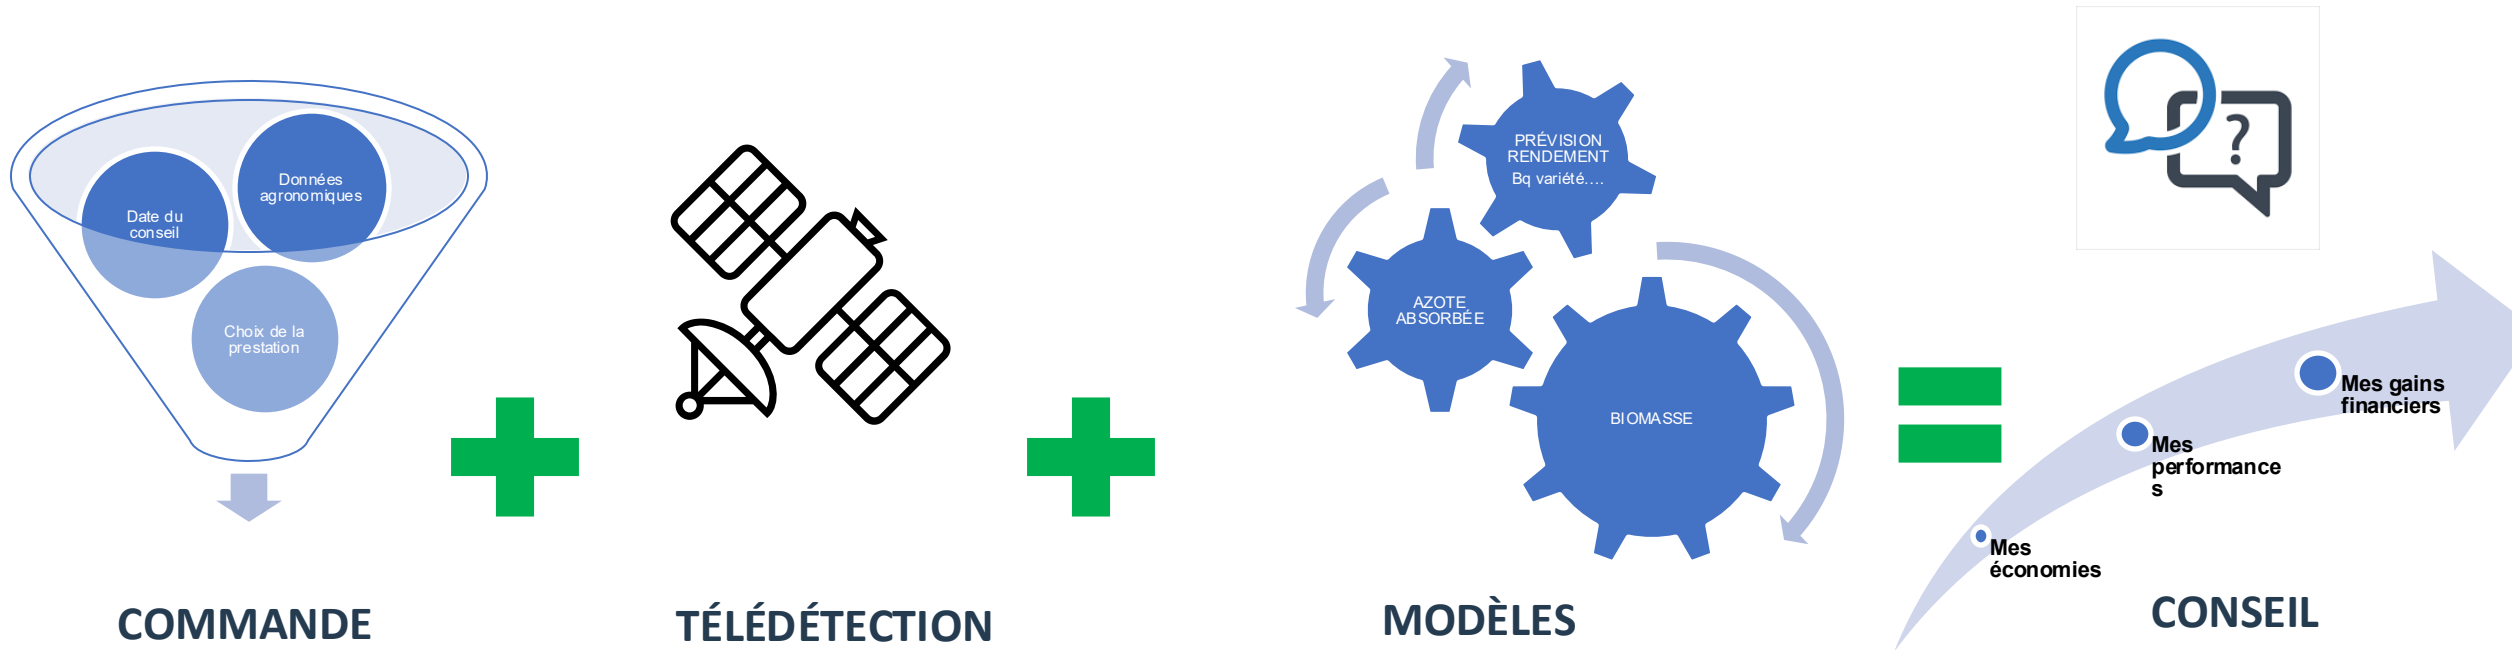 Données
agronomiques
Date du
conseil
Choix de la
prestation
COMMANDE
TÉLÉDÉTECTION
PRÉVISION
RENDEMENT
Bq variété....
AZOTE
ABSORBÉE
BIOMASSE
MODÈLES
?
Mes gains
financiers
Mes
performance
s
Mes
économies
CONSEIL